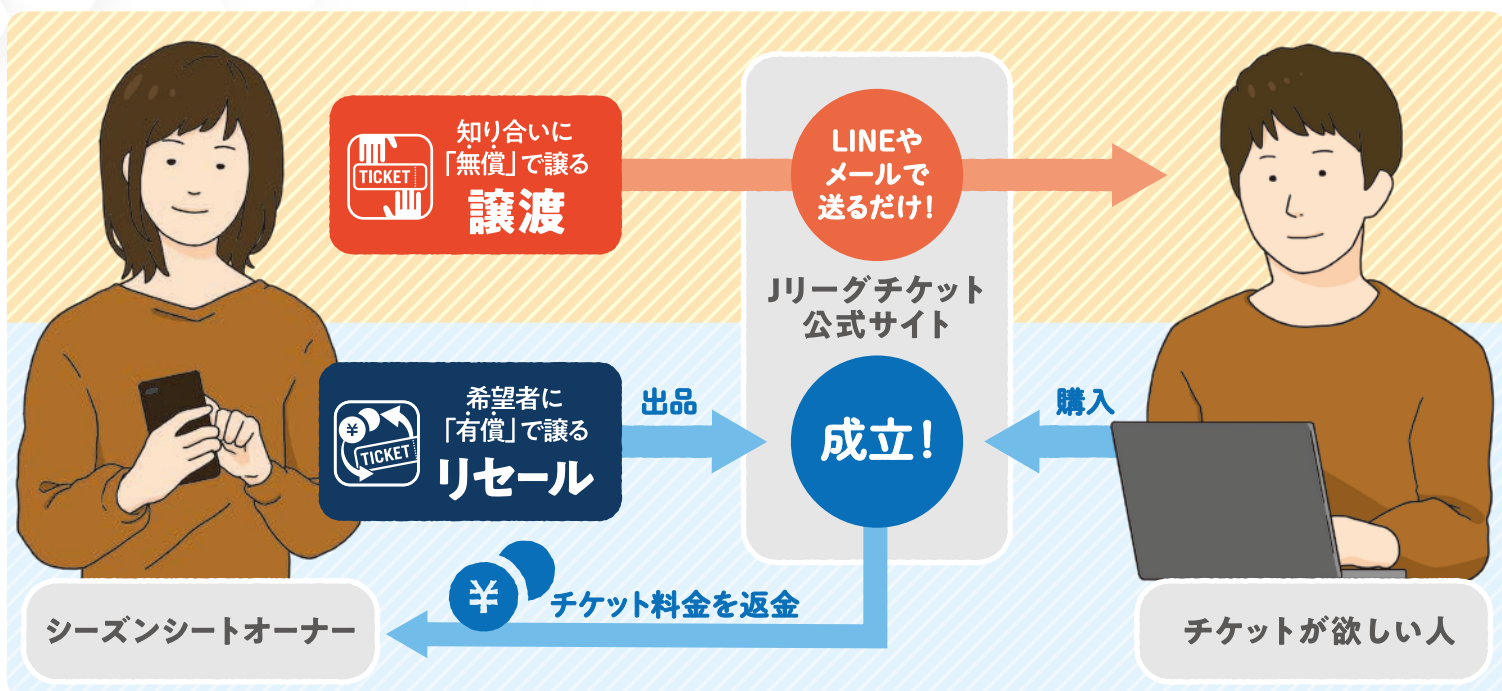 知り合いに
「無償」で譲る
TICKET
譲渡
LINEや
メールで
送るだけ!
Jリーグチケット
公式サイト
希望者に
「有償」で譲る
¥
TICKET
リセール
出品
成立!
購入
¥
チケット料金を返金
シーズンシートオーナー
チケットが欲しい人